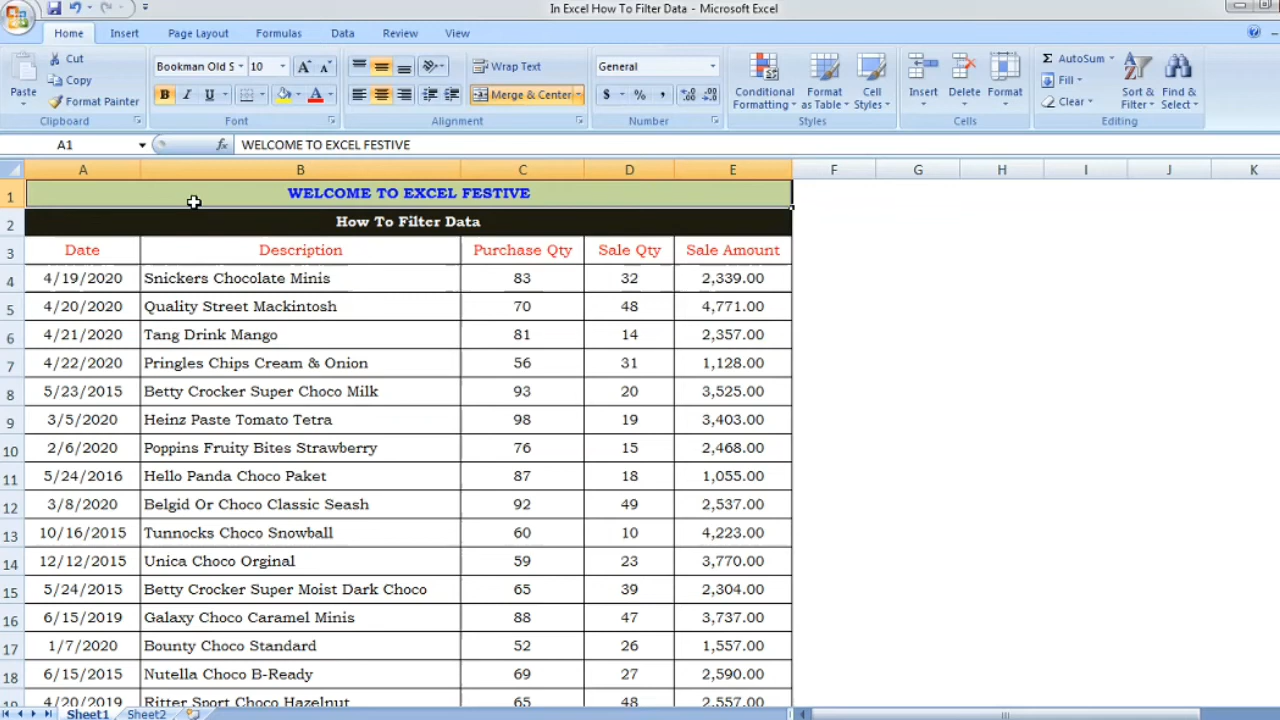 In Excel How To Filter Data - Microsoft Excel
Home Insert Page Layout Formulas Data Review View
Paste Cut Copy Format Painter Clipboard
Bookman Old S 10 B I U A A A Font
Wrap Text Merge & Center Alignment
General $ % , Number
Conditional Formatting Format as Table Cell Styles Styles
Insert Delete Format Cells
Σ AutoSum Fill Clear Sort & Filter Find & Select Editing
A1 fx WELCOME TO EXCEL FESTIVE
A B C D E F G H I J K
1 WELCOME TO EXCEL FESTIVE
2 How To Filter Data
3 Date Description Purchase Qty Sale Qty Sale Amount
4 4/19/2020 Snickers Chocolate Minis 83 32 2,339.00
5 4/20/2020 Quality Street Mackintosh 70 48 4,771.00
6 4/21/2020 Tang Drink Mango 81 14 2,357.00
7 4/22/2020 Pringles Chips Cream & Onion 56 31 1,128.00
8 5/23/2015 Betty Crocker Super Choco Milk 93 20 3,525.00
9 3/5/2020 Heinz Paste Tomato Tetra 98 19 3,403.00
10 2/6/2020 Poppins Fruity Bites Strawberry 76 15 2,468.00
11 5/24/2016 Hello Panda Choco Paket 87 18 1,055.00
12 3/8/2020 Belgid Or Choco Classic Seash 92 49 2,537.00
13 10/16/2015 Tunnocks Choco Snowball 60 10 4,223.00
14 12/12/2015 Unica Choco Orginal 59 23 3,770.00
15 5/24/2015 Betty Crocker Super Moist Dark Choco 65 39 2,304.00
16 6/15/2019 Galaxy Choco Caramel Minis 88 47 3,737.00
17 1/7/2020 Bounty Choco Standard 52 26 1,557.00
18 6/15/2015 Nutella Choco B-Ready 69 27 2,590.00
19 4/20/2019 Ritter Sport Choco Hazelnut 65 48 2,557.00
Sheet1 Sheet2